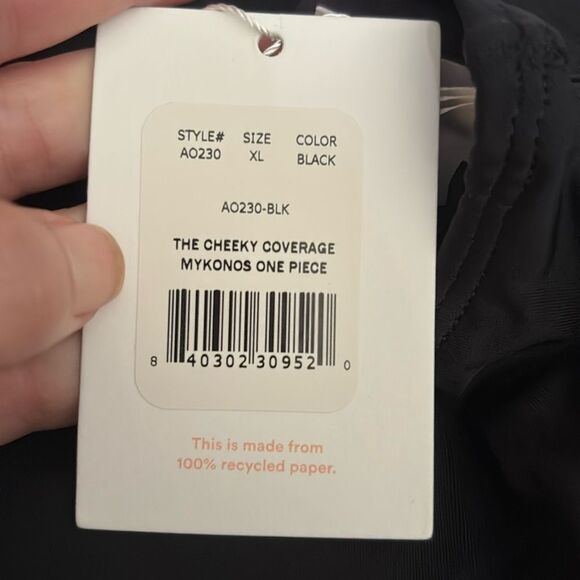 STYLE# SIZE COLOR
AO230 XL BLACK
AO230-BLK
THE CHEEKY COVERAGE
MYKONOS ONE PIECE
8 40302 30952 0
This is made from
100% recycled paper.